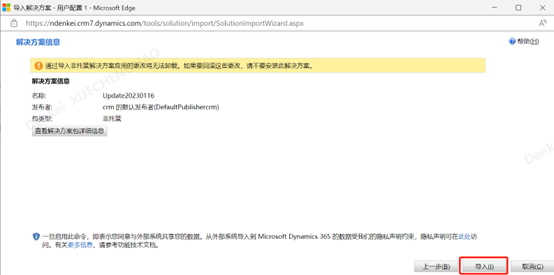 导入解决方案 - 用户配置 1 - Microsoft Edge
https://ndenkei.crm7.dynamics.com/tools/solution/import/SolutionImportWizard.aspx
解决方案信息
帮助(H)
通过导入非托管解决方案应用的更改将无法卸载。如果要回滚这些更改，请不要安装此解决方案。
解决方案信息
名称: Update20230116
发布者: crm 的默认发布者(DefaultPublishercrm)
包类型: 非托管
查看解决方案包详细信息
一旦启用此命令，即表示您同意与外部系统共享您的数据。从外部系统导入到 Microsoft Dynamics 365 的数据受我们的隐私声明约束，隐私声明可在此处访
问。有关更多信息，请参考功能技术文档。
上一步(B) 导入(I) 取消(C)
XUECHENG
Denk